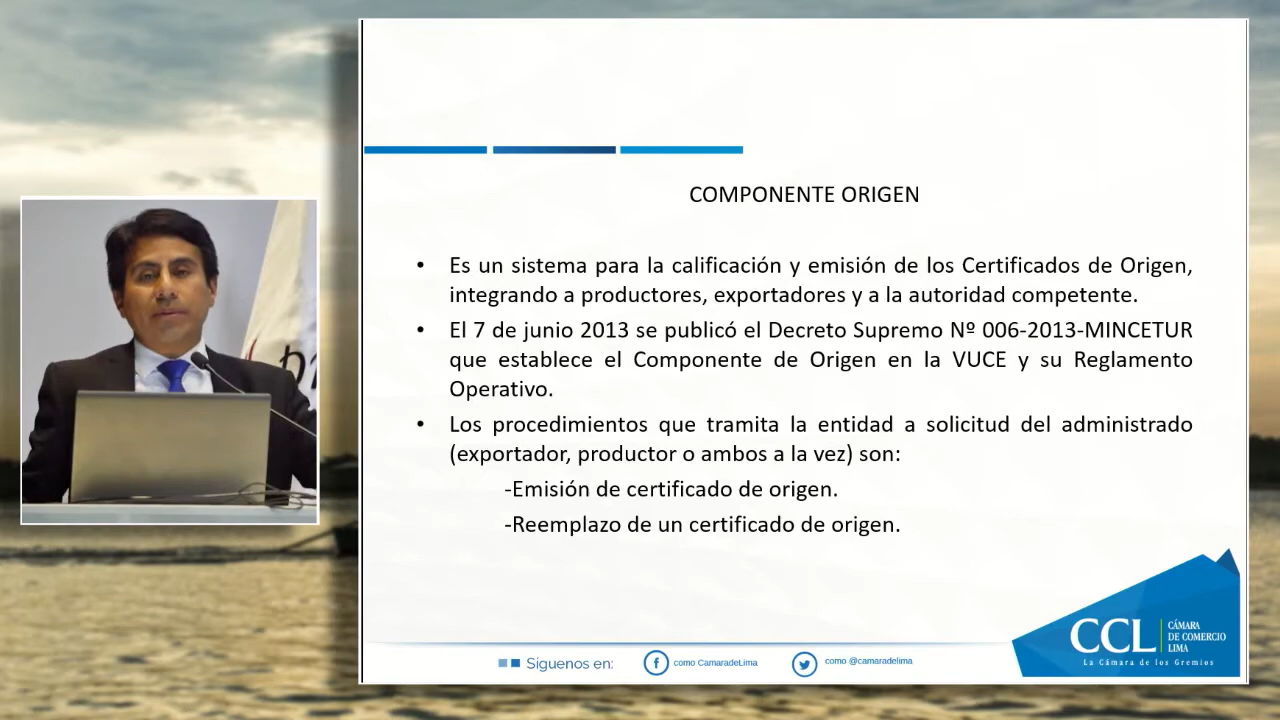 COMPONENTE ORIGEN
• Es un sistema para la calificación y emisión de los Certificados de Origen,
integrando a productores, exportadores y a la autoridad competente.
• El 7 de junio 2013 se publicó el Decreto Supremo Nº 006-2013-MINCETUR
que establece el Componente de Origen en la VUCE y su Reglamento
Operativo.
• Los procedimientos que tramita la entidad a solicitud del administrado
(exportador, productor o ambos a la vez) son:
-Emisión de certificado de origen.
-Reemplazo de un certificado de origen.
CCL
CÁMARA
DE COMERCIO
LIMA
La Cámara de los Gremios
Síguenos en:
como CamaradeLima
como @camaradelima